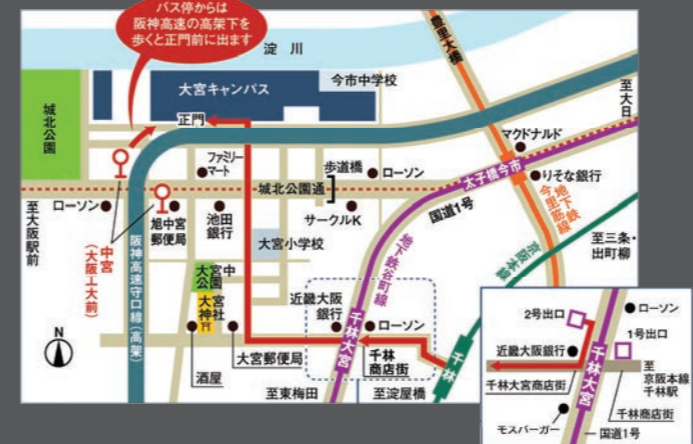 バス停からは
阪神高速の高架下を
歩くと正門前に出ます
淀川
豊里大橋
今市中学校
大宮キャンパス
至大日
城北公園
正門
マクドナルド
ファミリー
マート
歩道橋
ローソン
太子橋今市
りそな銀行
城北公園通
国道1号
地下鉄
今里筋線
至大阪駅前
ローソン
旭中宮
郵便局
池田
銀行
サークルK
中宮
(大阪工大前)
阪神高速守口線(高架)
大宮小学校
地下鉄谷町線
京阪本線
至三条・
出町柳
大宮中
公園
大宮
神社
近畿大阪
銀行
千林大宮
ローソン
N
酒屋
大宮郵便局
千林
商店街
千林
至東梅田
至淀屋橋
2号出口
ローソン
1号出口
近畿大阪銀行
千林大宮
至
京阪本線
千林駅
千林大宮商店街
千林商店街
モスバーガー
国道1号